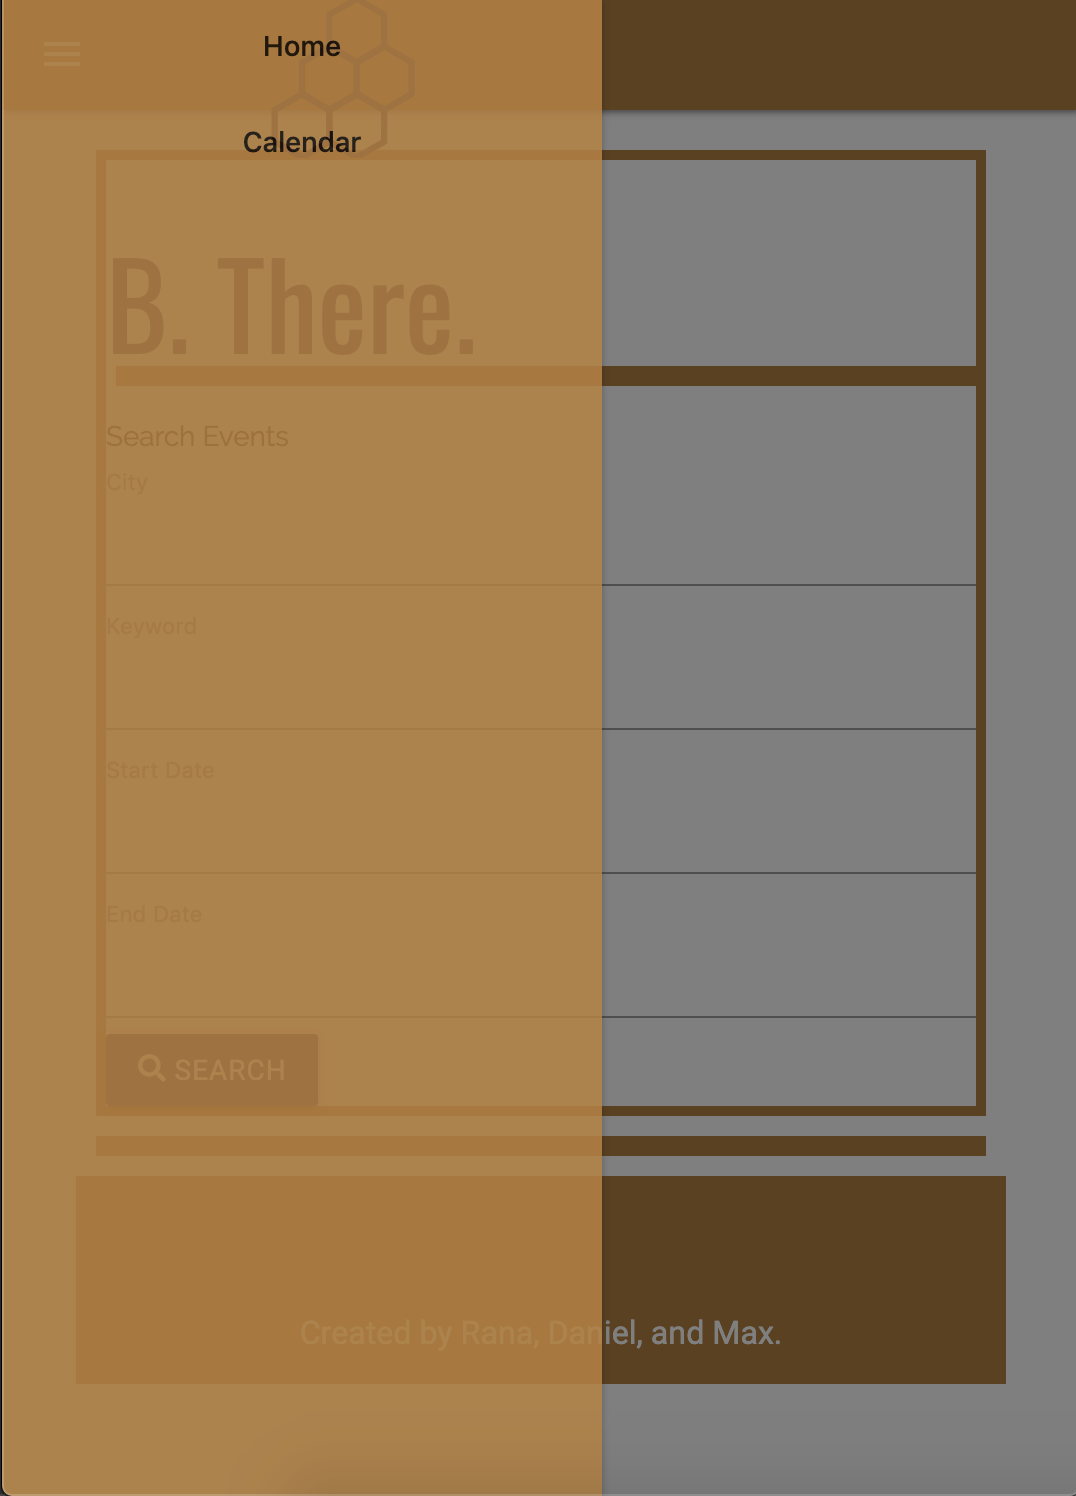 Home
Calendar
B. There.
Search Events
City
Keyword
Start Date
End Date
SEARCH
Created by Rana, Daniel, and Max.